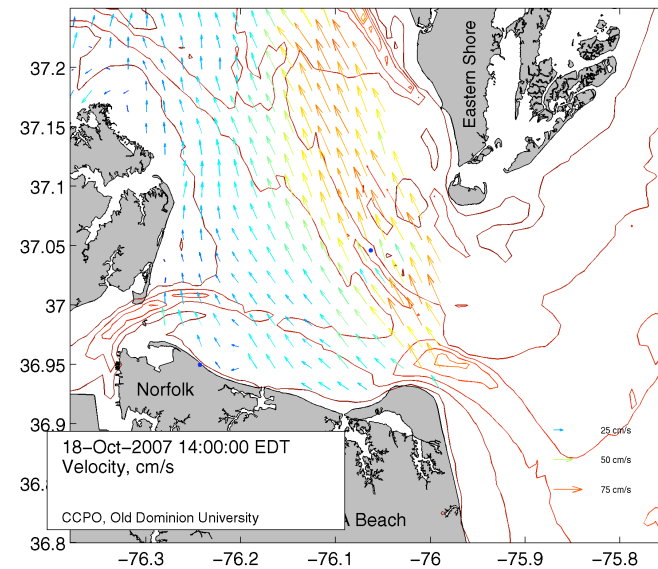 37.2
37.15
37.1
37.05
37
36.95
36.9
36.8
−76.3
−76.2
−76.1
−76
−75.9
−75.8
Eastern Shore
Norfolk
A Beach
25 cm/s
50 cm/s
75 cm/s
18−Oct−2007 14:00:00 EDT
Velocity, cm/s
CCPO, Old Dominion University